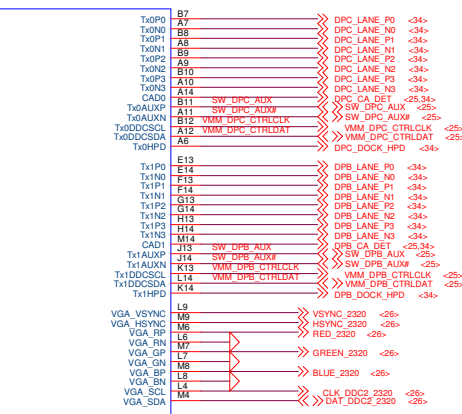 Tx0P0 B7 DPC_LANE_P0 <34>
Tx0N0 A7 DPC_LANE_N0 <34>
Tx0P1 B8 DPC_LANE_P1 <34>
Tx0N1 A8 DPC_LANE_N1 <34>
Tx0P2 B9 DPC_LANE_P2 <34>
Tx0N2 A9 DPC_LANE_N2 <34>
Tx0P3 B10 DPC_LANE_P3 <34>
Tx0N3 A10 DPC_LANE_N3 <34>
CAD0 A14 DPC_CA_DET <25,34>
Tx0AUXP B11 SW_DPC_AUX SW_DPC_AUX <25>
Tx0AUXN A11 SW_DPC_AUX# SW_DPC_AUX# <25>
Tx0DDCSCL B12 VMM_DPC_CTRLCLK VMM_DPC_CTRLCLK <25>
Tx0DDCSDA A12 VMM_DPC_CTRLDAT VMM_DPC_CTRLDAT <25>
Tx0HPD A6 DPC_DOCK_HPD <34>
Tx1P0 E13 DPB_LANE_P0 <34>
Tx1N0 E14 DPB_LANE_N0 <34>
Tx1P1 F13 DPB_LANE_P1 <34>
Tx1N1 F14 DPB_LANE_N1 <34>
Tx1P2 G13 DPB_LANE_P2 <34>
Tx1N2 G14 DPB_LANE_N2 <34>
Tx1P3 H13 DPB_LANE_P3 <34>
Tx1N3 H14 DPB_LANE_N3 <34>
CAD1 M14 DPB_CA_DET <25,34>
Tx1AUXP J13 SW_DPB_AUX SW_DPB_AUX <25>
Tx1AUXN J14 SW_DPB_AUX# SW_DPB_AUX# <25>
Tx1DDCSCL K13 VMM_DPB_CTRLCLK VMM_DPB_CTRLCLK <25>
Tx1DDCSDA L14 VMM_DPB_CTRLDAT VMM_DPB_CTRLDAT <25>
Tx1HPD K14 DPB_DOCK_HPD <34>
VGA_VSYNC L9 VSYNC_2320 <26>
VGA_HSYNC M9 HSYNC_2320 <26>
VGA_RP M6 RED_2320 <26>
VGA_RN L6
VGA_GP M7 GREEN_2320 <26>
VGA_GN L7
VGA_BP M8 BLUE_2320 <26>
VGA_BN L8
VGA_SCL L4 CLK_DDC2_2320 <26>
VGA_SDA M4 DAT_DDC2_2320 <26>